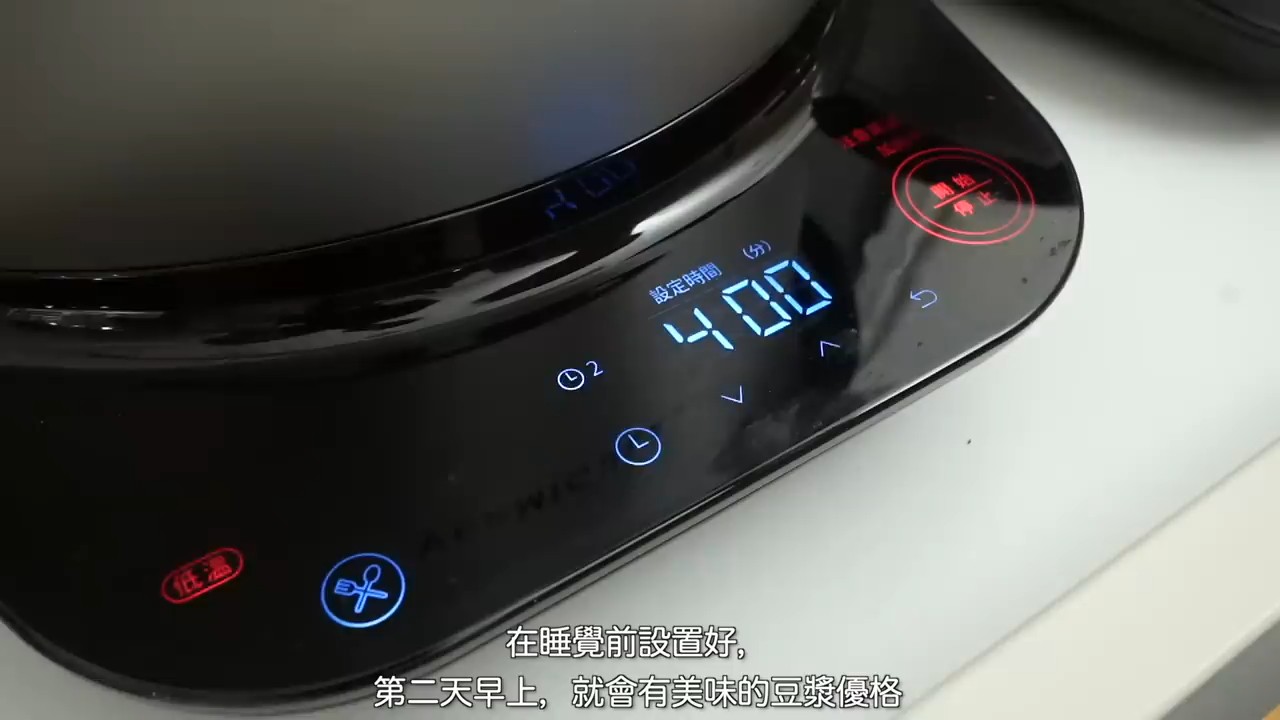 開始
停止
設定時間 (分)
400
2
低溫
在睡覺前設置好,
第二天早上, 就會有美味的豆漿優格